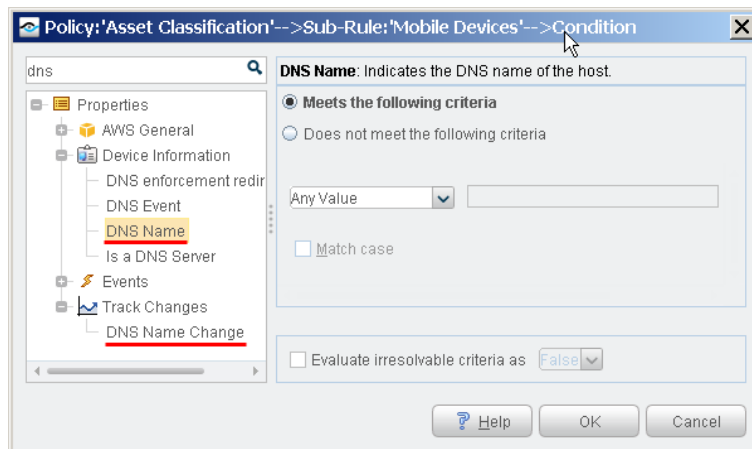 Policy:'Asset Classification'-->Sub-Rule:'Mobile Devices'-->Condition
dns
Properties
AWS General
Device Information
DNS enforcement redir
DNS Event
DNS Name
Is a DNS Server
Events
Track Changes
DNS Name Change
DNS Name: Indicates the DNS name of the host.
Meets the following criteria
Does not meet the following criteria
Any Value
Match case
Evaluate irresolvable criteria as False
Help OK Cancel